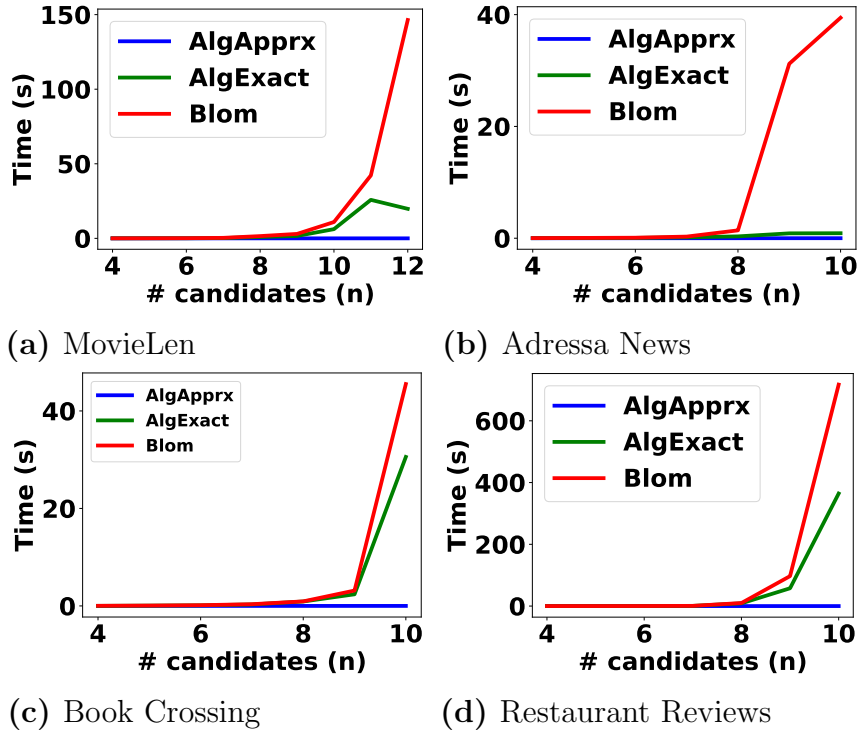 150
100
50
0
Time (s)
AlgApprx
AlgExact
Blom
4 6 8 10 12
# candidates (n)
(a) MovieLen
40
20
0
Time (s)
AlgApprx
AlgExact
Blom
4 6 8 10
# candidates (n)
(b) Adressa News
40
20
0
Time (s)
AlgApprx
AlgExact
Blom
4 6 8 10
# candidates (n)
(c) Book Crossing
600
400
200
0
Time (s)
AlgApprx
AlgExact
Blom
4 6 8 10
# candidates (n)
(d) Restaurant Reviews